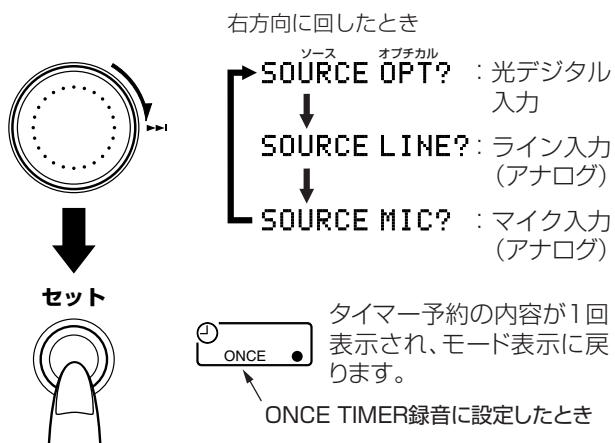 右方向に回したとき
ソース オプチカル
SOURCE OPT? ：光デジタル
入力
SOURCE LINE?：ライン入力
（アナログ）
SOURCE MIC? ：マイク入力
（アナログ）
セット
ONCE
タイマー予約の内容が1回
表示され、モード表示に戻
ります。
ONCE TIMER録音に設定したとき